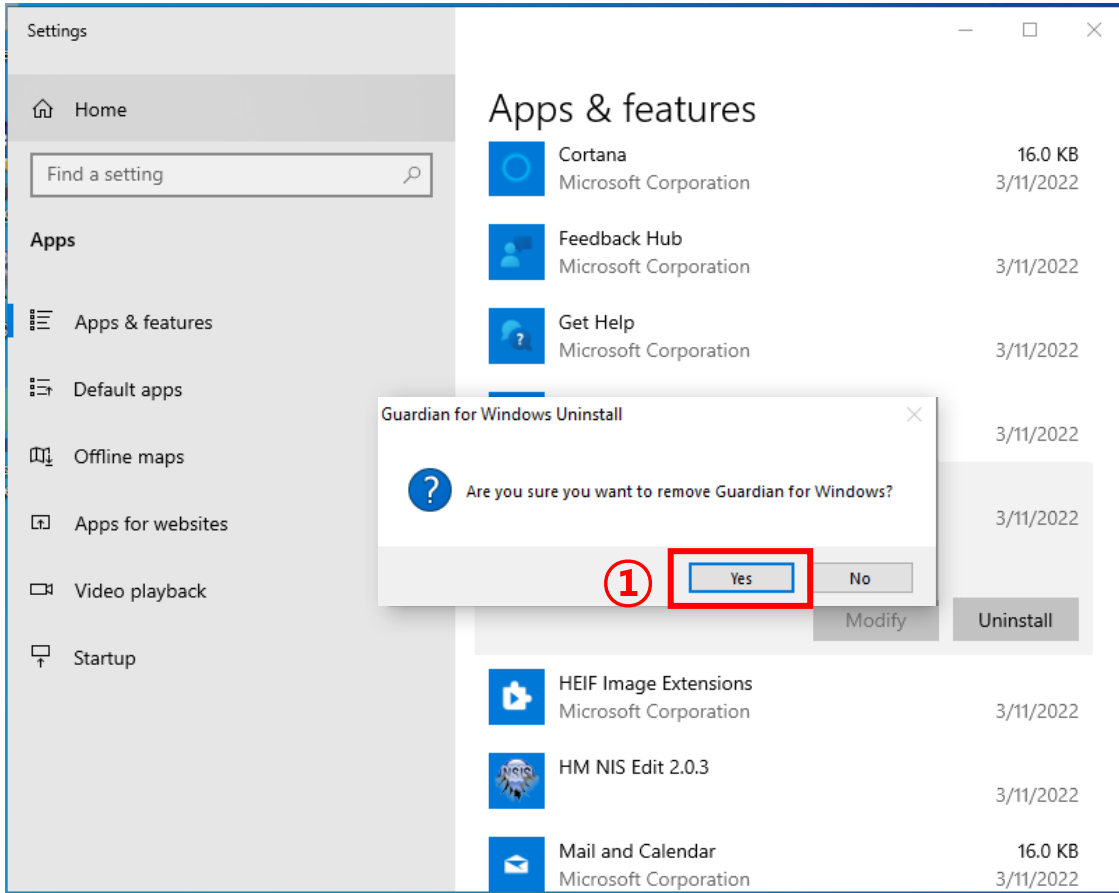 Settings
Home
Find a setting
Apps
Apps & features
Default apps
Offline maps
Apps for websites
Video playback
Startup
Apps & features
Cortana 16.0 KB
Microsoft Corporation 3/11/2022
Feedback Hub
Microsoft Corporation 3/11/2022
Get Help
Microsoft Corporation 3/11/2022
3/11/2022
3/11/2022
Guardian for Windows Uninstall
Are you sure you want to remove Guardian for Windows?
① Yes No
Modify Uninstall
HEIF Image Extensions
Microsoft Corporation 3/11/2022
NSIS
HM NIS Edit 2.0.3
3/11/2022
Mail and Calendar 16.0 KB
Microsoft Corporation 3/11/2022